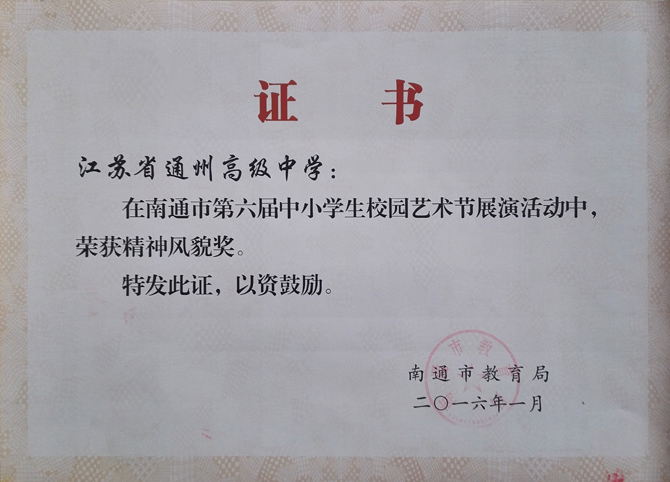 证 书
江苏省通州高级中学：
在南通市第六届中小学生校园艺术节展演活动中，
荣获精神风貌奖。
特发此证，以资鼓励。
市教
南通市教育局
二〇一六年一月